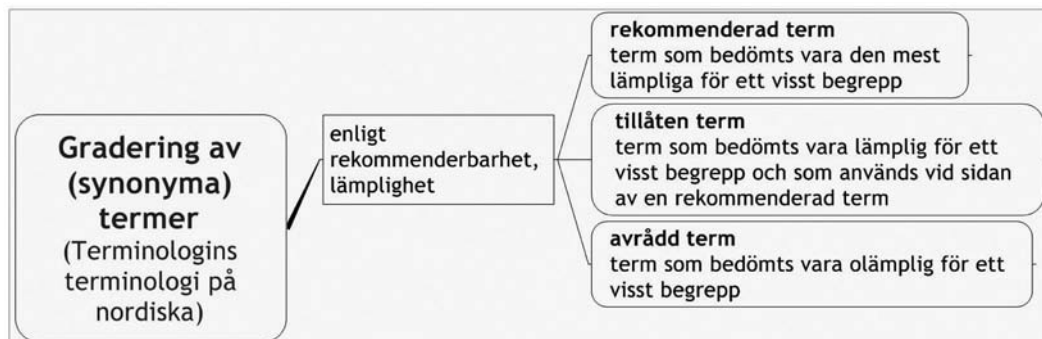 Gradering av
(synonyma)
termer
(Terminologins
terminologi på
nordiska)
enligt
rekommenderbarhet,
lämplighet
rekommenderad term
term som bedömts vara den mest
lämpliga för ett visst begrepp
tillåten term
term som bedömts vara lämplig för ett
visst begrepp och som används vid sidan
av en rekommenderad term
avrådd term
term som bedömts vara olämplig för ett
visst begrepp